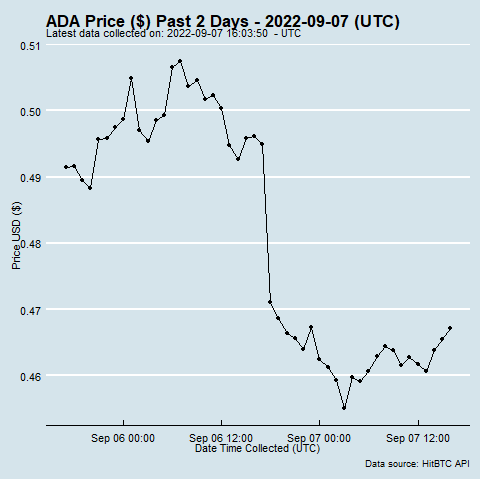 ADA Price ($) Past 2 Days - 2022-09-07 (UTC)
Latest data collected on: 2022-09-07 16:03:50 - UTC
0.51
0.50
0.49
0.48
0.47
0.46
Price USD ($)
Sep 06 00:00 Sep 06 12:00 Sep 07 00:00 Sep 07 12:00
Date Time Collected (UTC)
Data source: HitBTC API